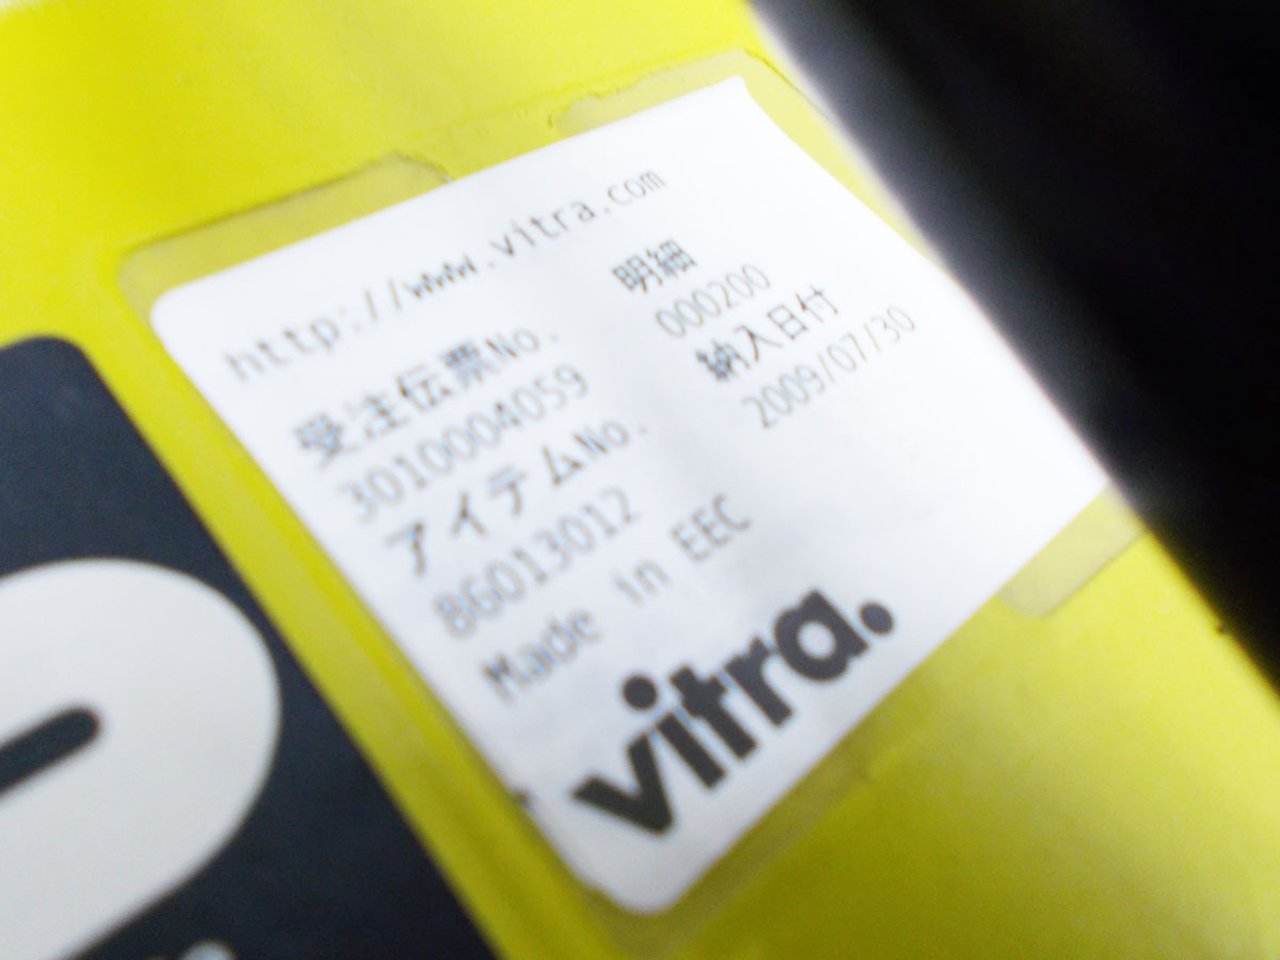 http://www.vitra.com
受注伝票No. 明細
3010004059 000200
アイテムNo. 納入日付
86013012 2009/07/30
Made in EEC
vitra.